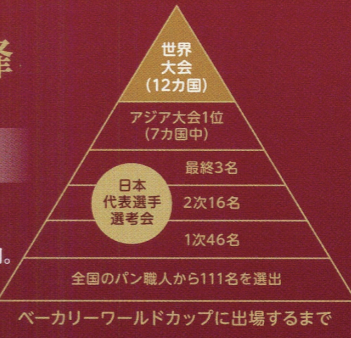 世界
大会
(12カ国)
アジア大会1位
(7カ国中)
日本
代表選手
選考会
最終3名
2次16名
1次46名
全国のパン職人から111名を選出
ベーカリーワールドカップに出場するまで
。